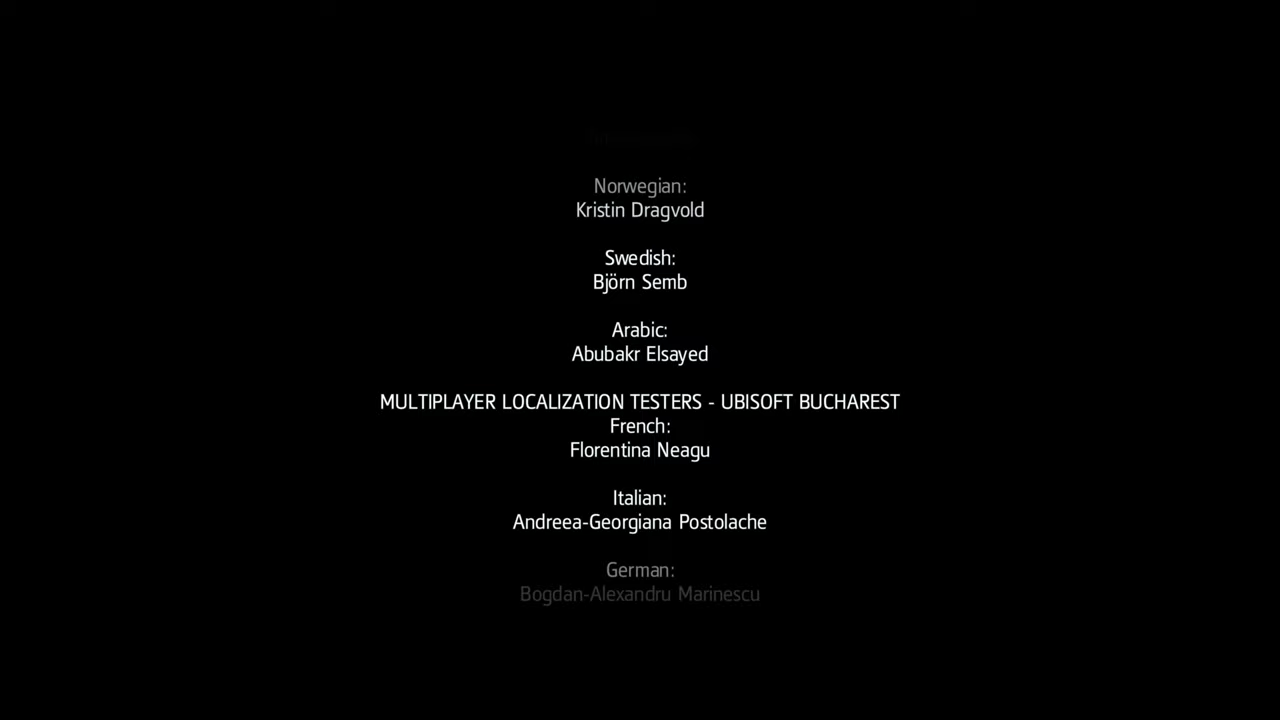 Norwegian:
Kristin Dragvold
Swedish:
Björn Semb
Arabic:
Abubakr Elsayed
MULTIPLAYER LOCALIZATION TESTERS - UBISOFT BUCHAREST
French:
Florentina Neagu
Italian:
Andreea-Georgiana Postolache
German:
Bogdan-Alexandru Marinescu